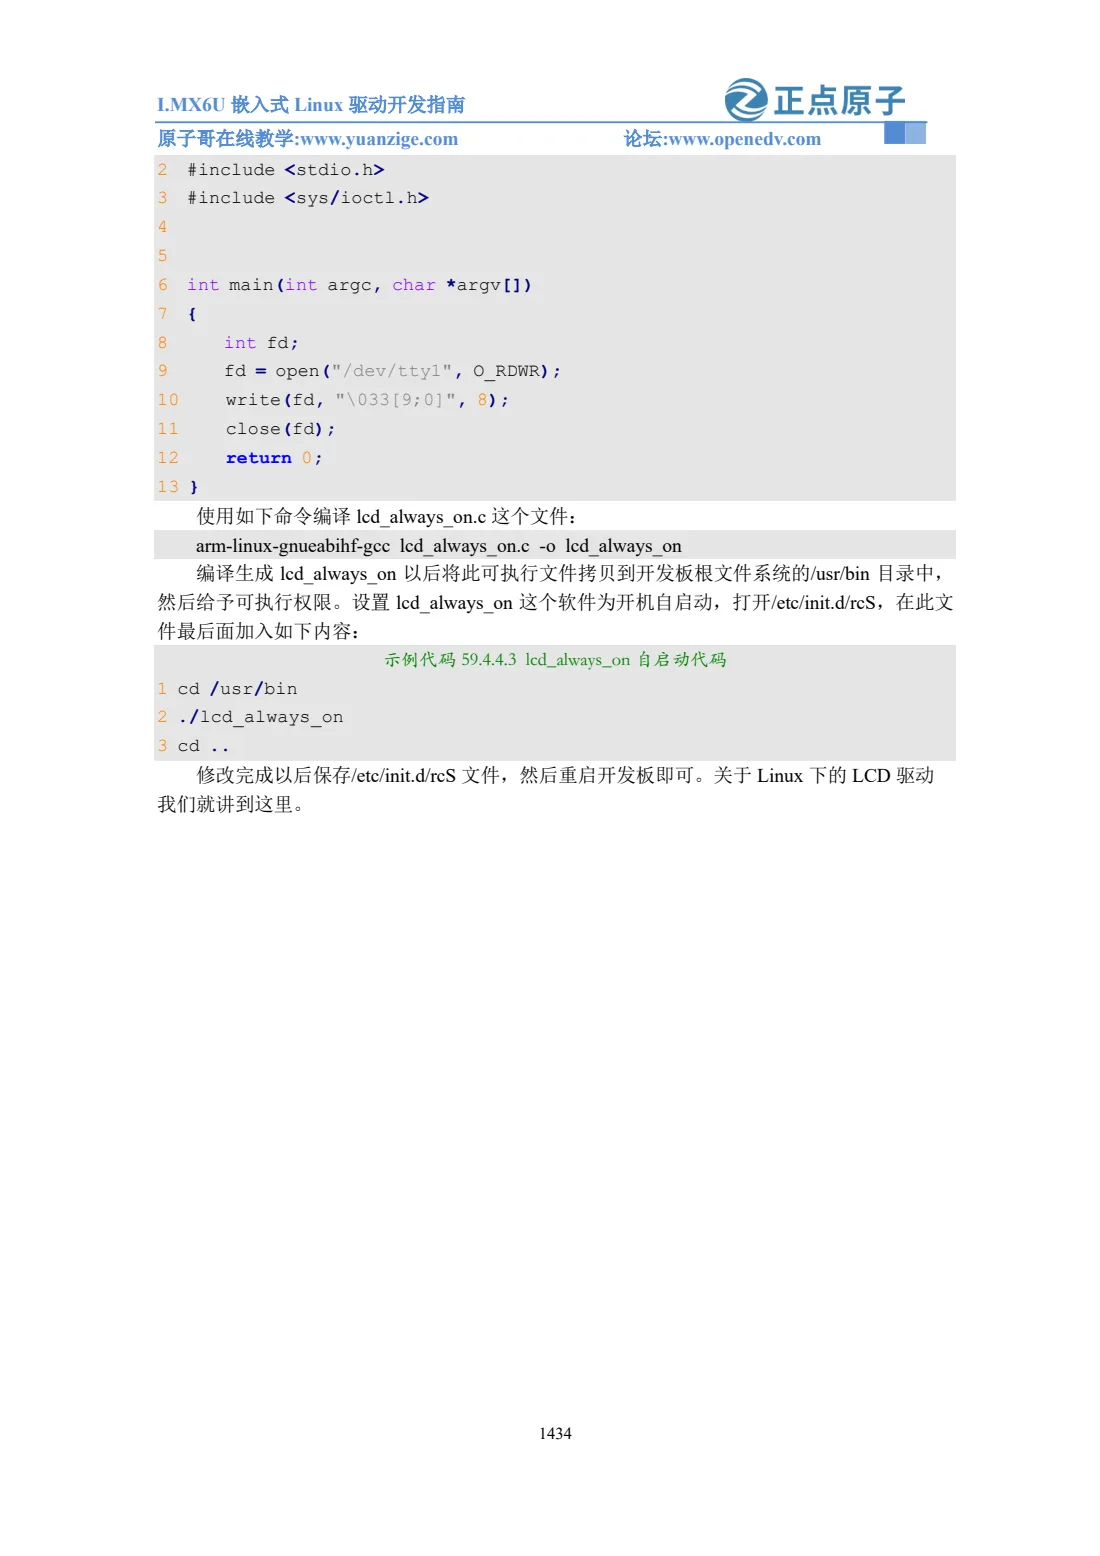 I.MX6U 嵌入式 Linux 驱动开发指南
正点原子
原子哥在线教学:www.yuanzige.com 论坛:www.openedv.com
2 #include <stdio.h>
3 #include <sys/ioctl.h>
4
5
6 int main(int argc, char *argv[])
7 {
8 int fd;
9 fd = open("/dev/tty1", O_RDWR);
10 write(fd, "\033[9;0]", 8);
11 close(fd);
12 return 0;
13 }
使用如下命令编译 lcd_always_on.c 这个文件：
arm-linux-gnueabihf-gcc lcd_always_on.c -o lcd_always_on
编译生成 lcd_always_on 以后将此可执行文件拷贝到开发板根文件系统的/usr/bin 目录中，
然后给予可执行权限。设置 lcd_always_on 这个软件为开机自启动，打开/etc/init.d/rcS，在此文
件最后面加入如下内容：
示例代码 59.4.4.3 lcd_always_on 自启动代码
1 cd /usr/bin
2 ./lcd_always_on
3 cd ..
修改完成以后保存/etc/init.d/rcS 文件，然后重启开发板即可。关于 Linux 下的 LCD 驱动
我们就讲到这里。
1434